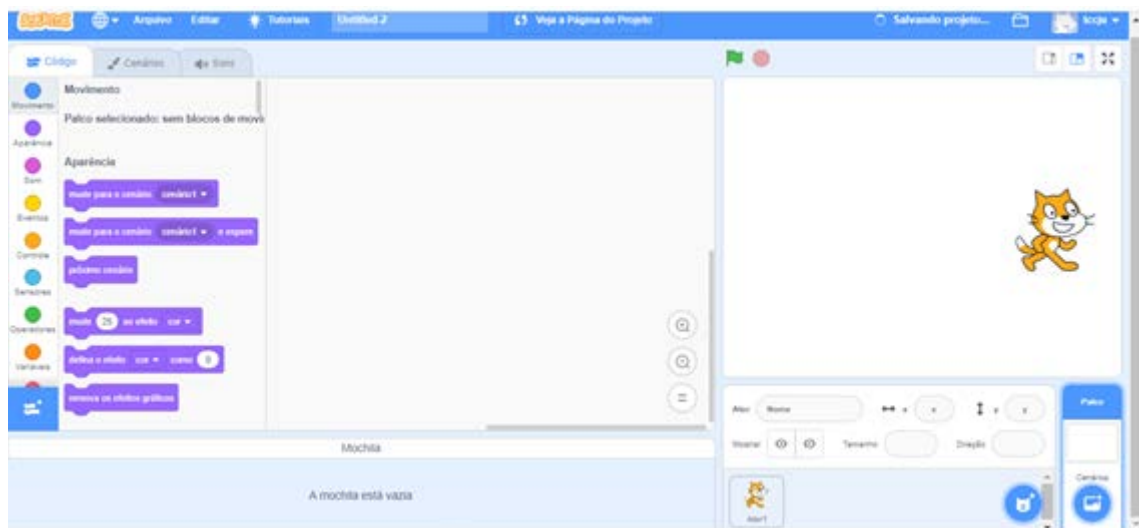 SCRATCH
Arquivo Editar Tutoriais Untitled 2 Veja a Página do Projeto Salvando projeto...
Código Cenários Sons
Movimento
Aparência
Som
Eventos
Controle
Sensores
Operadores
Variáveis
Movimento
Palco selecionado: sem blocos de movi
Aparência
mude para o cenário cenário1
mude para o cenário cenário1 e espere
próximo cenário
mude 25 ao efeito cor
defina o efeito cor como 0
remova os efeitos gráficos
Mochila
A mochila está vazia
Ator Nome x x y y
Mostrar Tamanho Direção
Ator1
Palco
Cenários